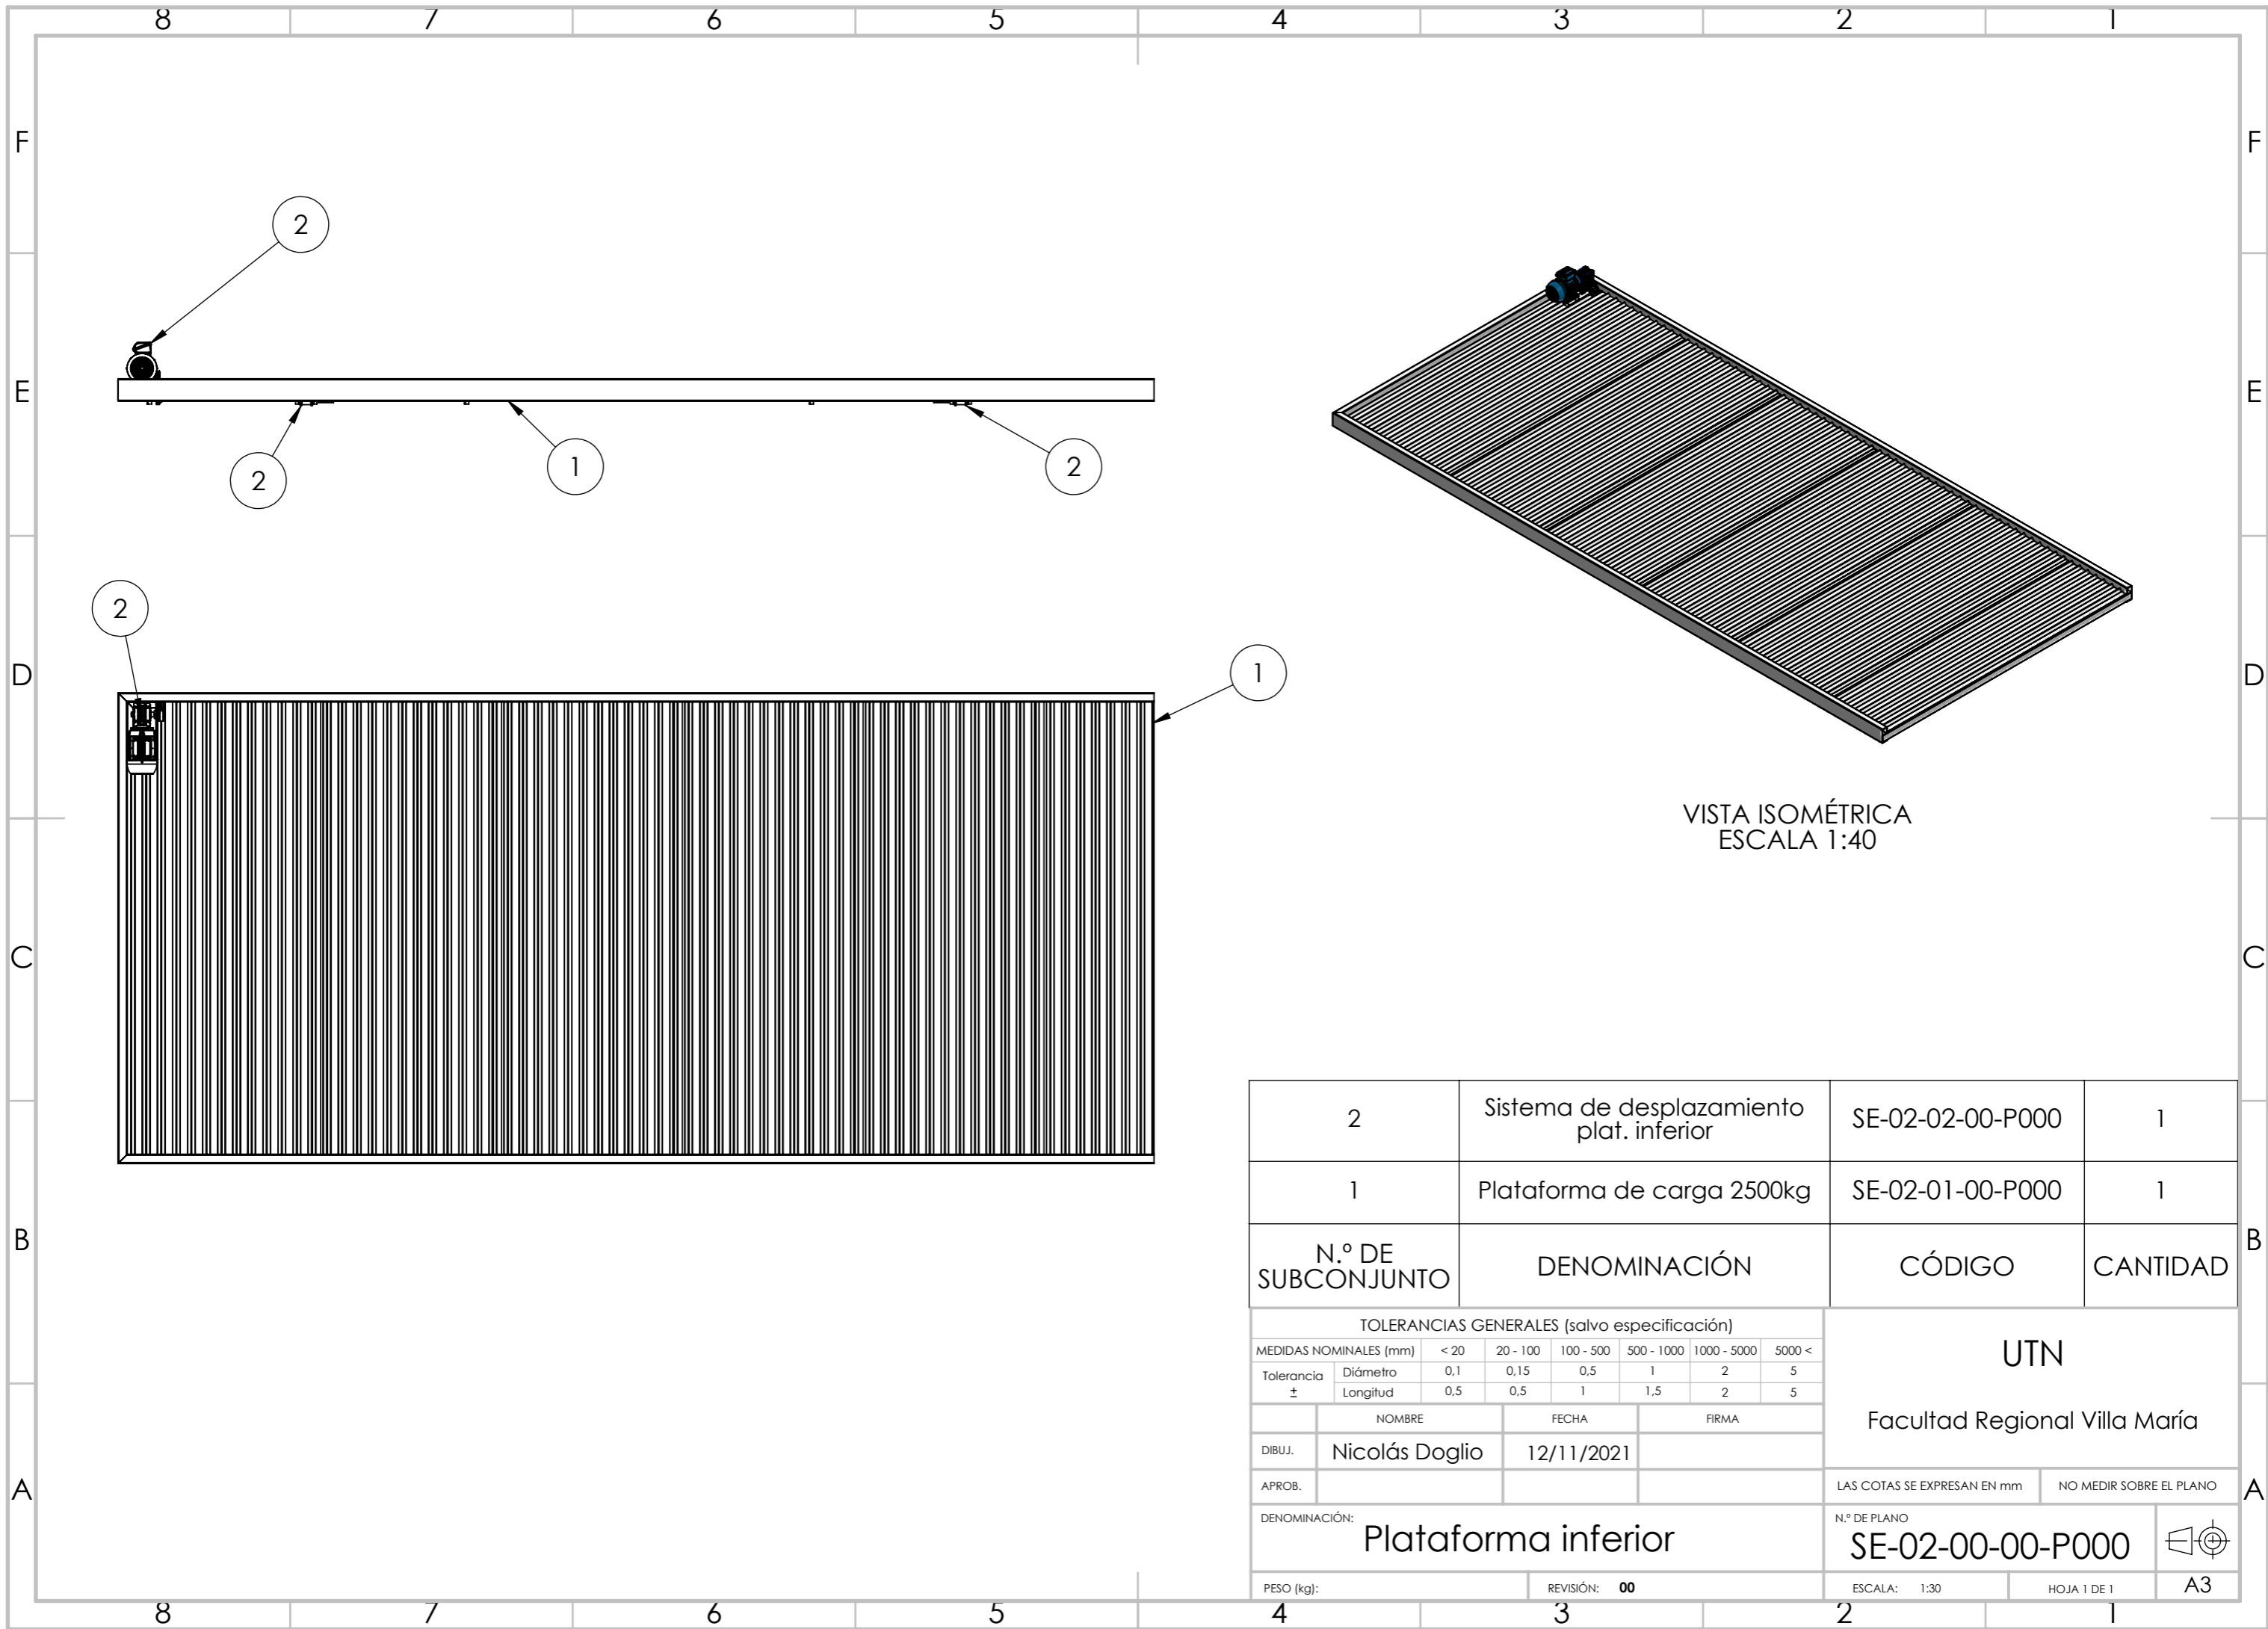 8 7 6 5 4 3 2 1
F F
2
E E
2 1 2
2
D D
1
VISTA ISOMÉTRICA
ESCALA 1:40
C C
2 Sistema de desplazamiento plat. inferior SE-02-02-00-P000 1
1 Plataforma de carga 2500kg SE-02-01-00-P000 1
B B
N.º DE SUBCONJUNTO DENOMINACIÓN CÓDIGO CANTIDAD
TOLERANCIAS GENERALES (salvo especificación)
MEDIDAS NOMINALES (mm) < 20 20 - 100 100 - 500 500 - 1000 1000 - 5000 5000 <
Tolerancia ±
Diámetro 0,1 0,15 0,5 1 2 5
Longitud 0,5 0,5 1 1,5 2 5
UTN
Facultad Regional Villa María
NOMBRE FECHA FIRMA
DIBUJ. Nicolás Doglio 12/11/2021
APROB.
LAS COTAS SE EXPRESAN EN mm NO MEDIR SOBRE EL PLANO
A A
DENOMINACIÓN:
Plataforma inferior
N.º DE PLANO
SE-02-00-00-P000
PESO (kg): REVISIÓN: 00 ESCALA: 1:30 HOJA 1 DE 1 A3
8 7 6 5 4 3 2 1